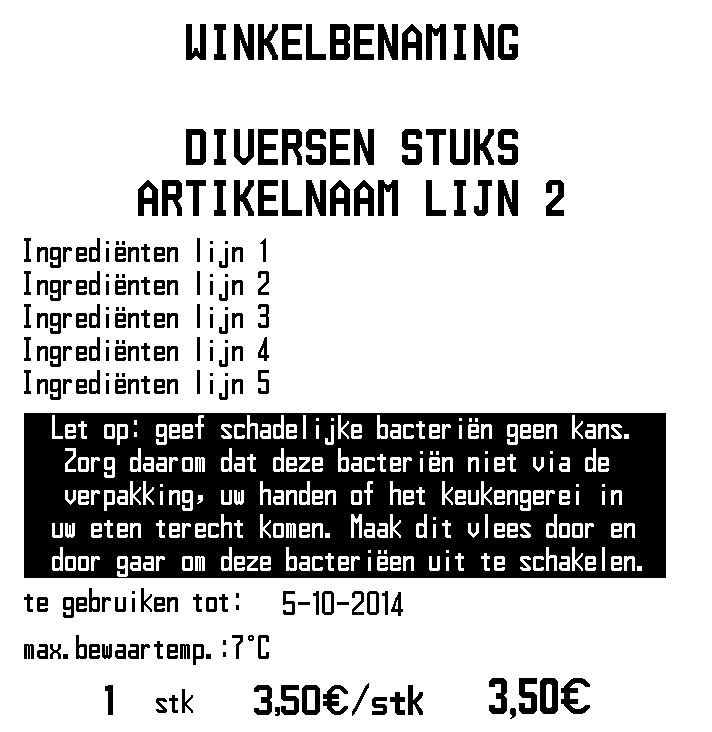 WINKELBENAMING
DIVERSEN STUKS
ARTIKELNAAM LIJN 2
Ingrediënten lijn 1
Ingrediënten lijn 2
Ingrediënten lijn 3
Ingrediënten lijn 4
Ingrediënten lijn 5
Let op: geef schadelijke bacteriën geen kans.
Zorg daarom dat deze bacteriën niet via de
verpakking, uw handen of het keukengerei in
uw eten terecht komen. Maak dit vlees door en
door gaar om deze bacteriëen uit te schakelen.
te gebruiken tot: 5-10-2014
max.bewaartemp.:7°C
1 stk 3,50€/stk 3,50€